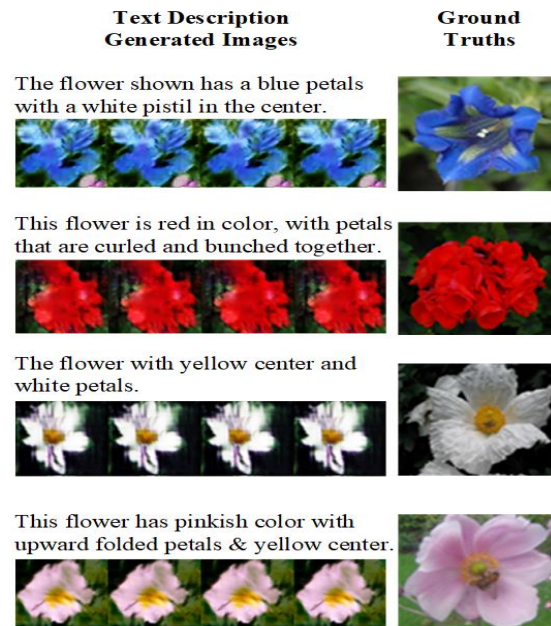 Text Description
Generated Images
Ground
Truths
The flower shown has a blue petals
with a white pistil in the center.
This flower is red in color, with petals
that are curled and bunched together.
The flower with yellow center and
white petals.
This flower has pinkish color with
upward folded petals & yellow center.